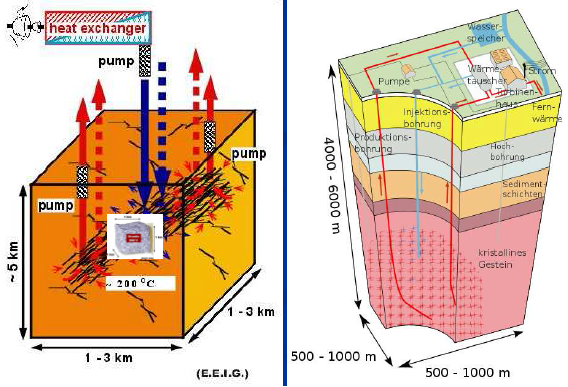 heat exchanger
pump
pump
pump
~ 200 °C
~ 5 km
1 - 3 km
1 - 3 km
(E.E.I.G.)
Wasser-
speicher
Wärme-
täuscher
Strom
Pumpe
Turbinen-
haus
Fern-
wärme
Injektions-
bohrung
Produktions-
bohrung
Hoch-
bohrung
Sediment-
schichten
kristallines
Gestein
4000 - 6000 m
500 - 1000 m
500 - 1000 m